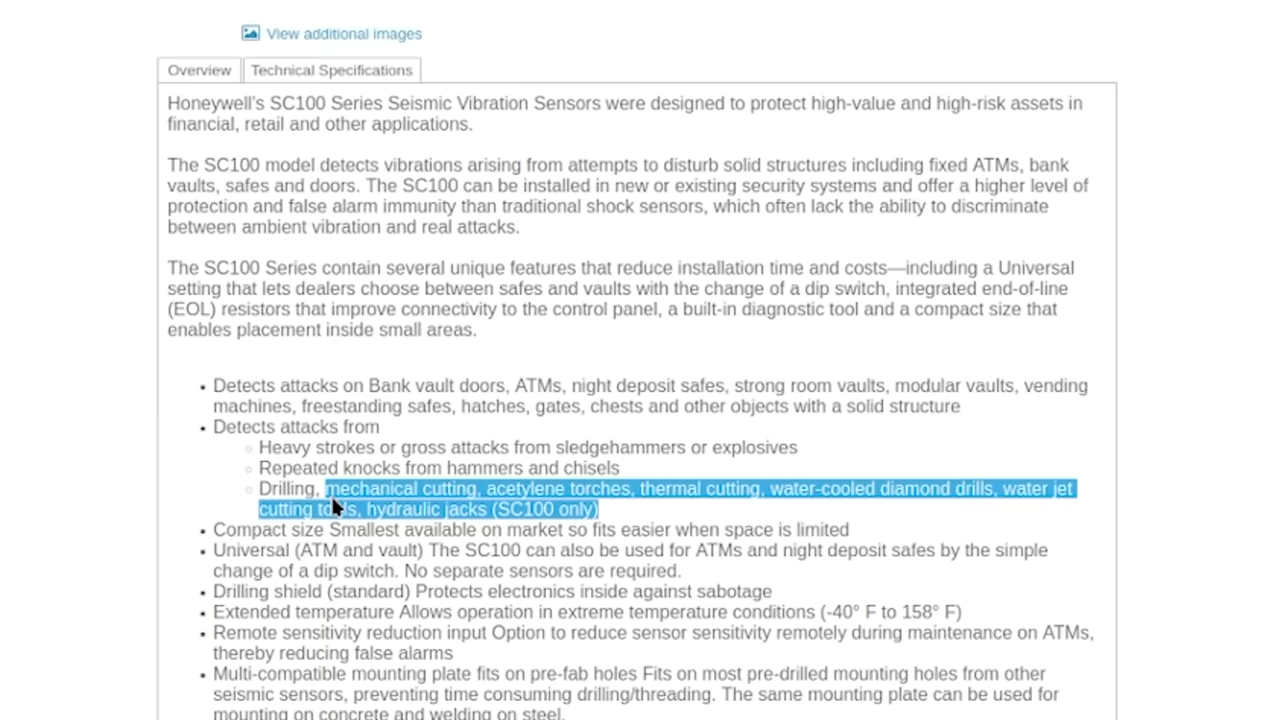 View additional images
Overview
Technical Specifications
Honeywell's SC100 Series Seismic Vibration Sensors were designed to protect high-value and high-risk assets in
financial, retail and other applications.
The SC100 model detects vibrations arising from attempts to disturb solid structures including fixed ATMs, bank
vaults, safes and doors. The SC100 can be installed in new or existing security systems and offer a higher level of
protection and false alarm immunity than traditional shock sensors, which often lack the ability to discriminate
between ambient vibration and real attacks.
The SC100 Series contain several unique features that reduce installation time and costs—including a Universal
setting that lets dealers choose between safes and vaults with the change of a dip switch, integrated end-of-line
(EOL) resistors that improve connectivity to the control panel, a built-in diagnostic tool and a compact size that
enables placement inside small areas.
Detects attacks on Bank vault doors, ATMs, night deposit safes, strong room vaults, modular vaults, vending
machines, freestanding safes, hatches, gates, chests and other objects with a solid structure
Detects attacks from
Heavy strokes or gross attacks from sledgehammers or explosives
Repeated knocks from hammers and chisels
Drilling, mechanical cutting, acetylene torches, thermal cutting, water-cooled diamond drills, water jet
cutting tools, hydraulic jacks (SC100 only)
Compact size Smallest available on market so fits easier when space is limited
Universal (ATM and vault) The SC100 can also be used for ATMs and night deposit safes by the simple
change of a dip switch. No separate sensors are required.
Drilling shield (standard) Protects electronics inside against sabotage
Extended temperature Allows operation in extreme temperature conditions (-40° F to 158° F)
Remote sensitivity reduction input Option to reduce sensor sensitivity remotely during maintenance on ATMs,
thereby reducing false alarms
Multi-compatible mounting plate fits on pre-fab holes Fits on most pre-drilled mounting holes from other
seismic sensors, preventing time consuming drilling/threading. The same mounting plate can be used for
mounting on concrete and welding on steel.